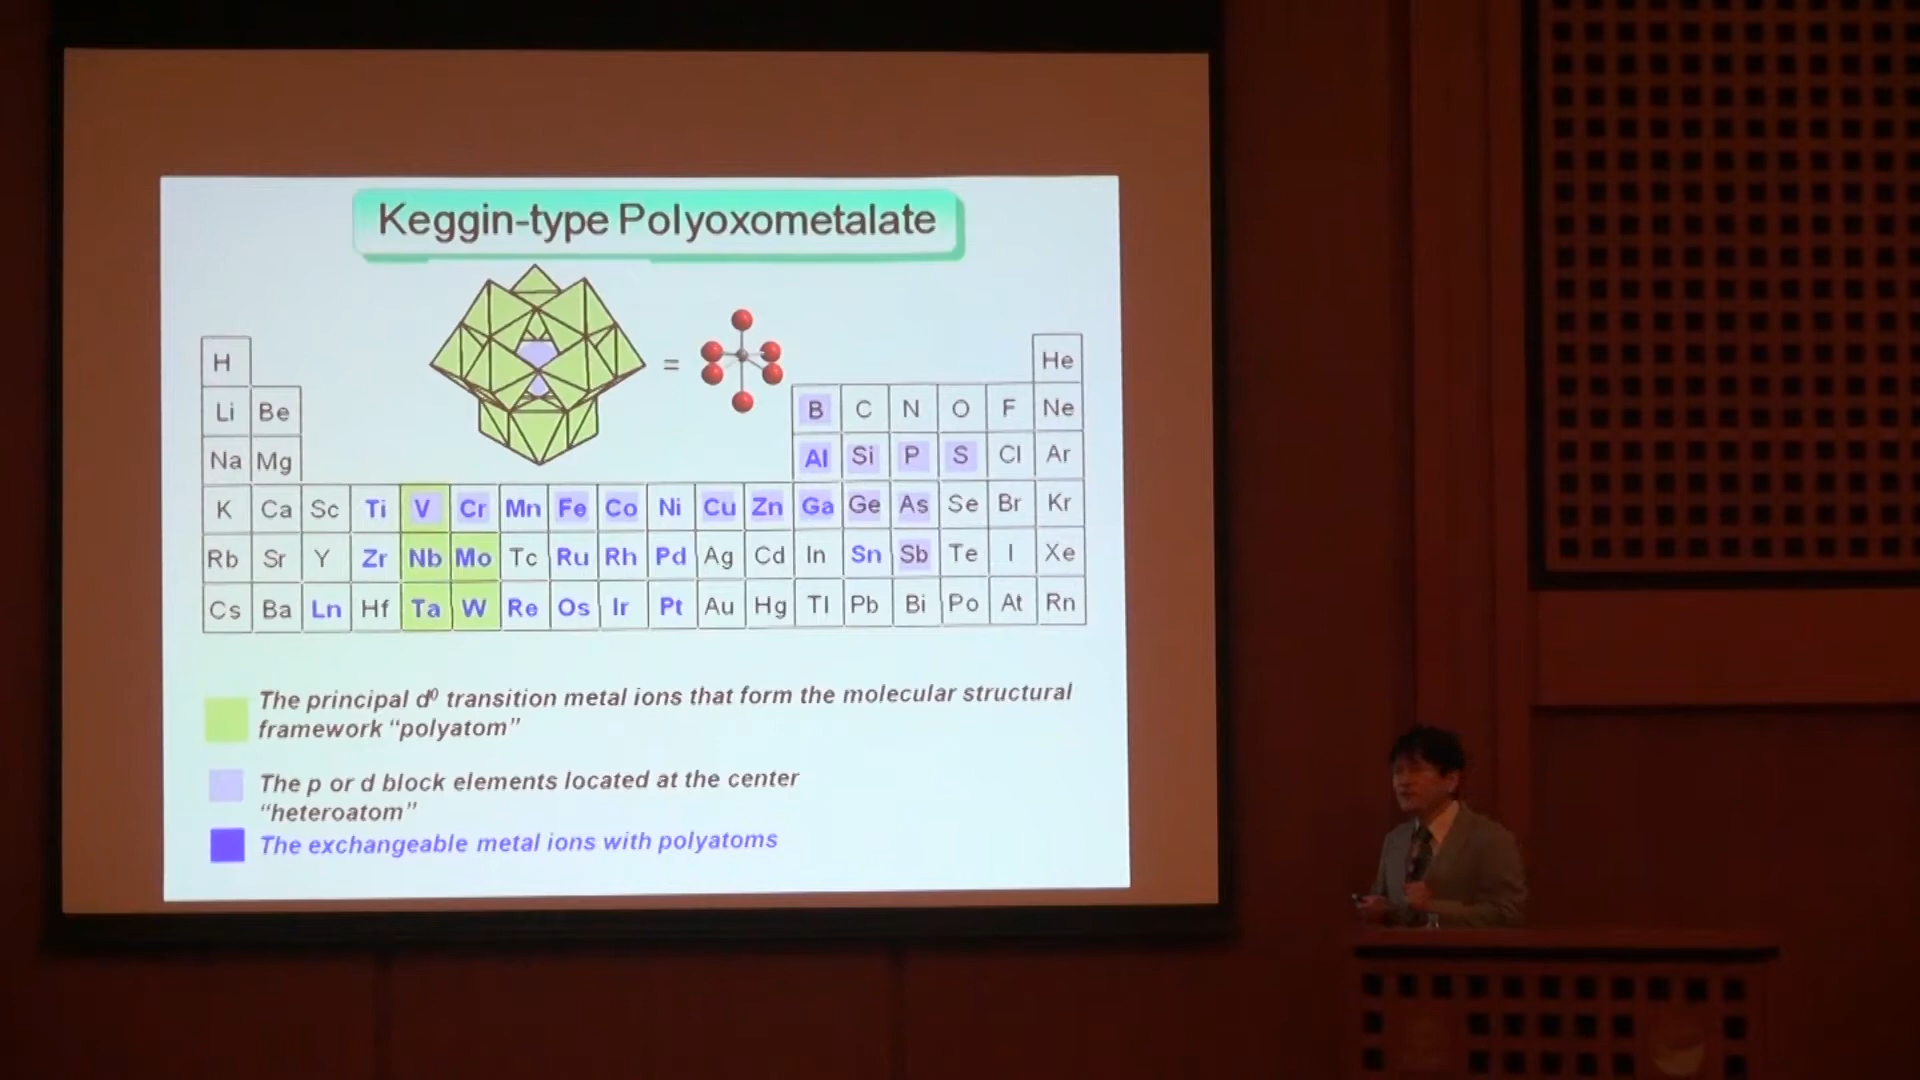 Keggin-type Polyoxometalate
=
H He
Li Be B C N O F Ne
Na Mg Al Si P S Cl Ar
K Ca Sc Ti V Cr Mn Fe Co Ni Cu Zn Ga Ge As Se Br Kr
Rb Sr Y Zr Nb Mo Tc Ru Rh Pd Ag Cd In Sn Sb Te I Xe
Cs Ba Ln Hf Ta W Re Os Ir Pt Au Hg Tl Pb Bi Po At Rn
The principal d⁰ transition metal ions that form the molecular structural
framework “polyatom”
The p or d block elements located at the center
“heteroatom”
The exchangeable metal ions with polyatoms